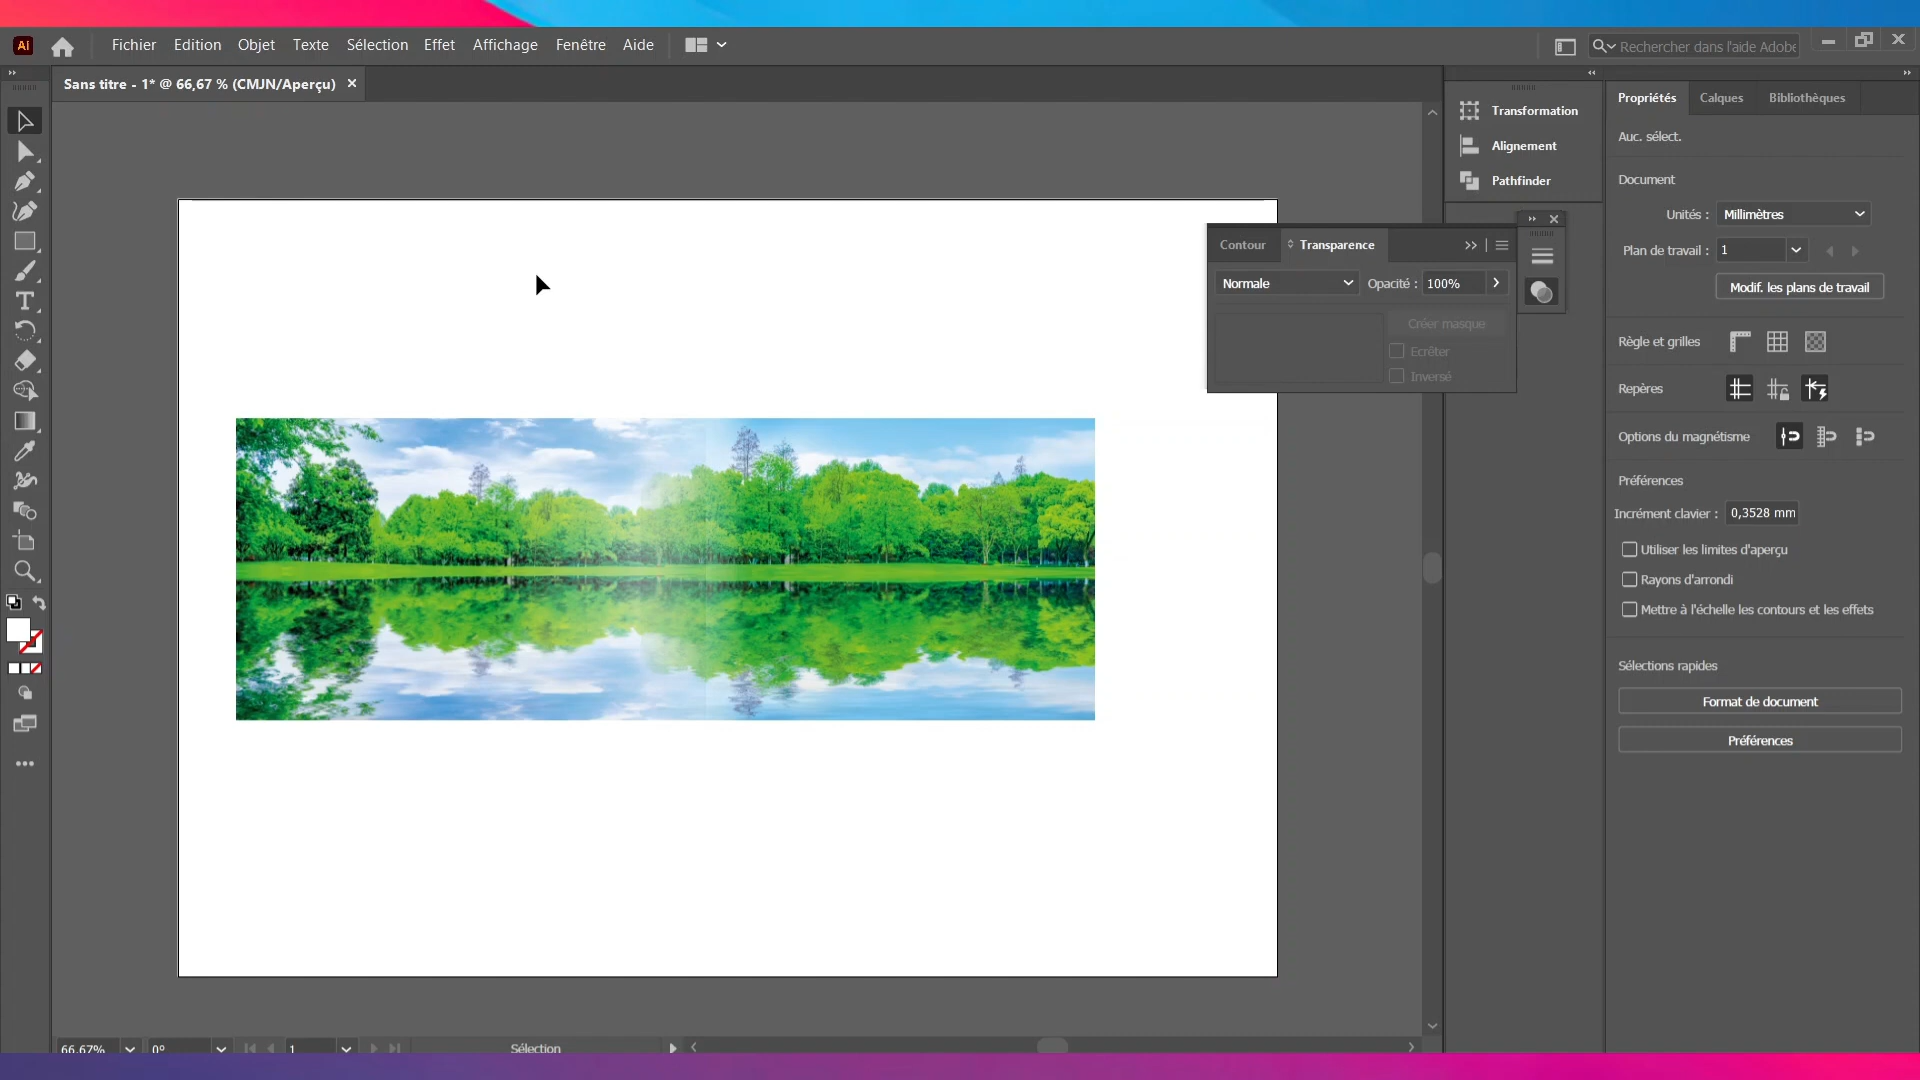 Ai
Fichier Edition Objet Texte Sélection Effet Affichage Fenêtre Aide
Rechercher dans l'aide Adobe
Sans titre - 1* @ 66,67 % (CMJN/Aperçu) ×
Transformation
Alignement
Pathfinder
Contour Transparence
Normale Opacité : 100%
Créer masque
Ecrêter
Inversé
Propriétés Calques Bibliothèques
Auc. sélect.
Document
Unités : Millimètres
Plan de travail : 1
Modif. les plans de travail
Règle et grilles
Repères
Options du magnétisme
Préférences
Incrément clavier : 0,3528 mm
Utiliser les limites d'aperçu
Rayons d'arrondi
Mettre à l'échelle les contours et les effets
Sélections rapides
Format de document
Préférences
66,67% 0° 1 Sélection